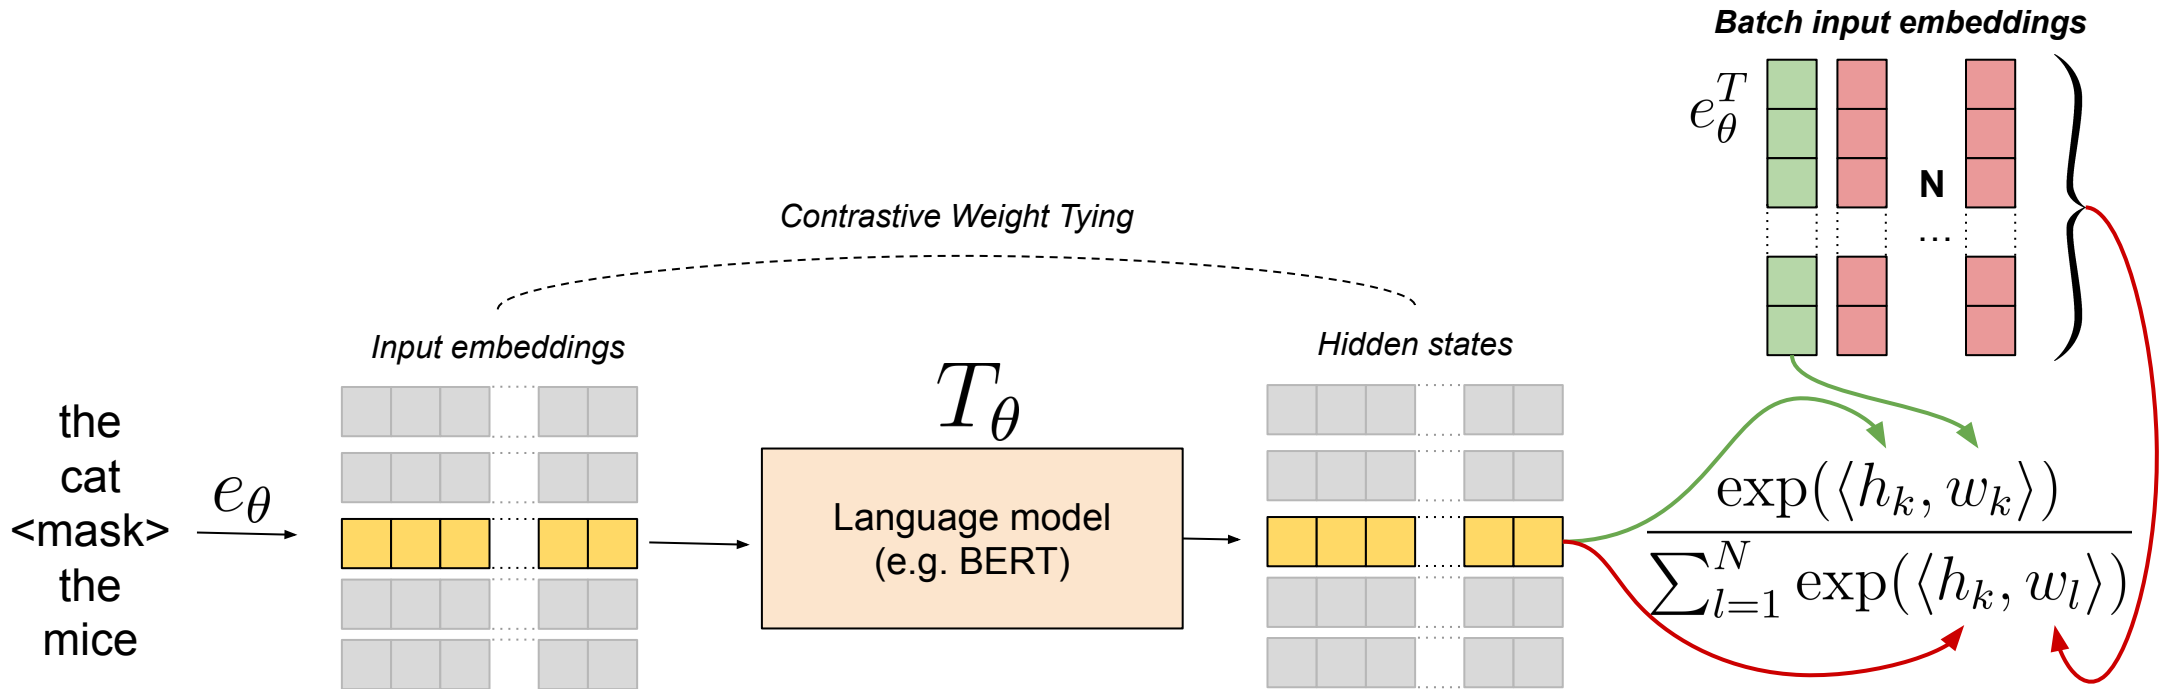 Batch input embeddings
e_θ^T
N
...
Contrastive Weight Tying
Input embeddings
Hidden states
T_θ
the
cat
<mask>
the
mice
e_θ
Language model
(e.g. BERT)
exp(⟨h_k, w_k⟩)
∑_{l=1}^{N} exp(⟨h_k, w_l⟩)